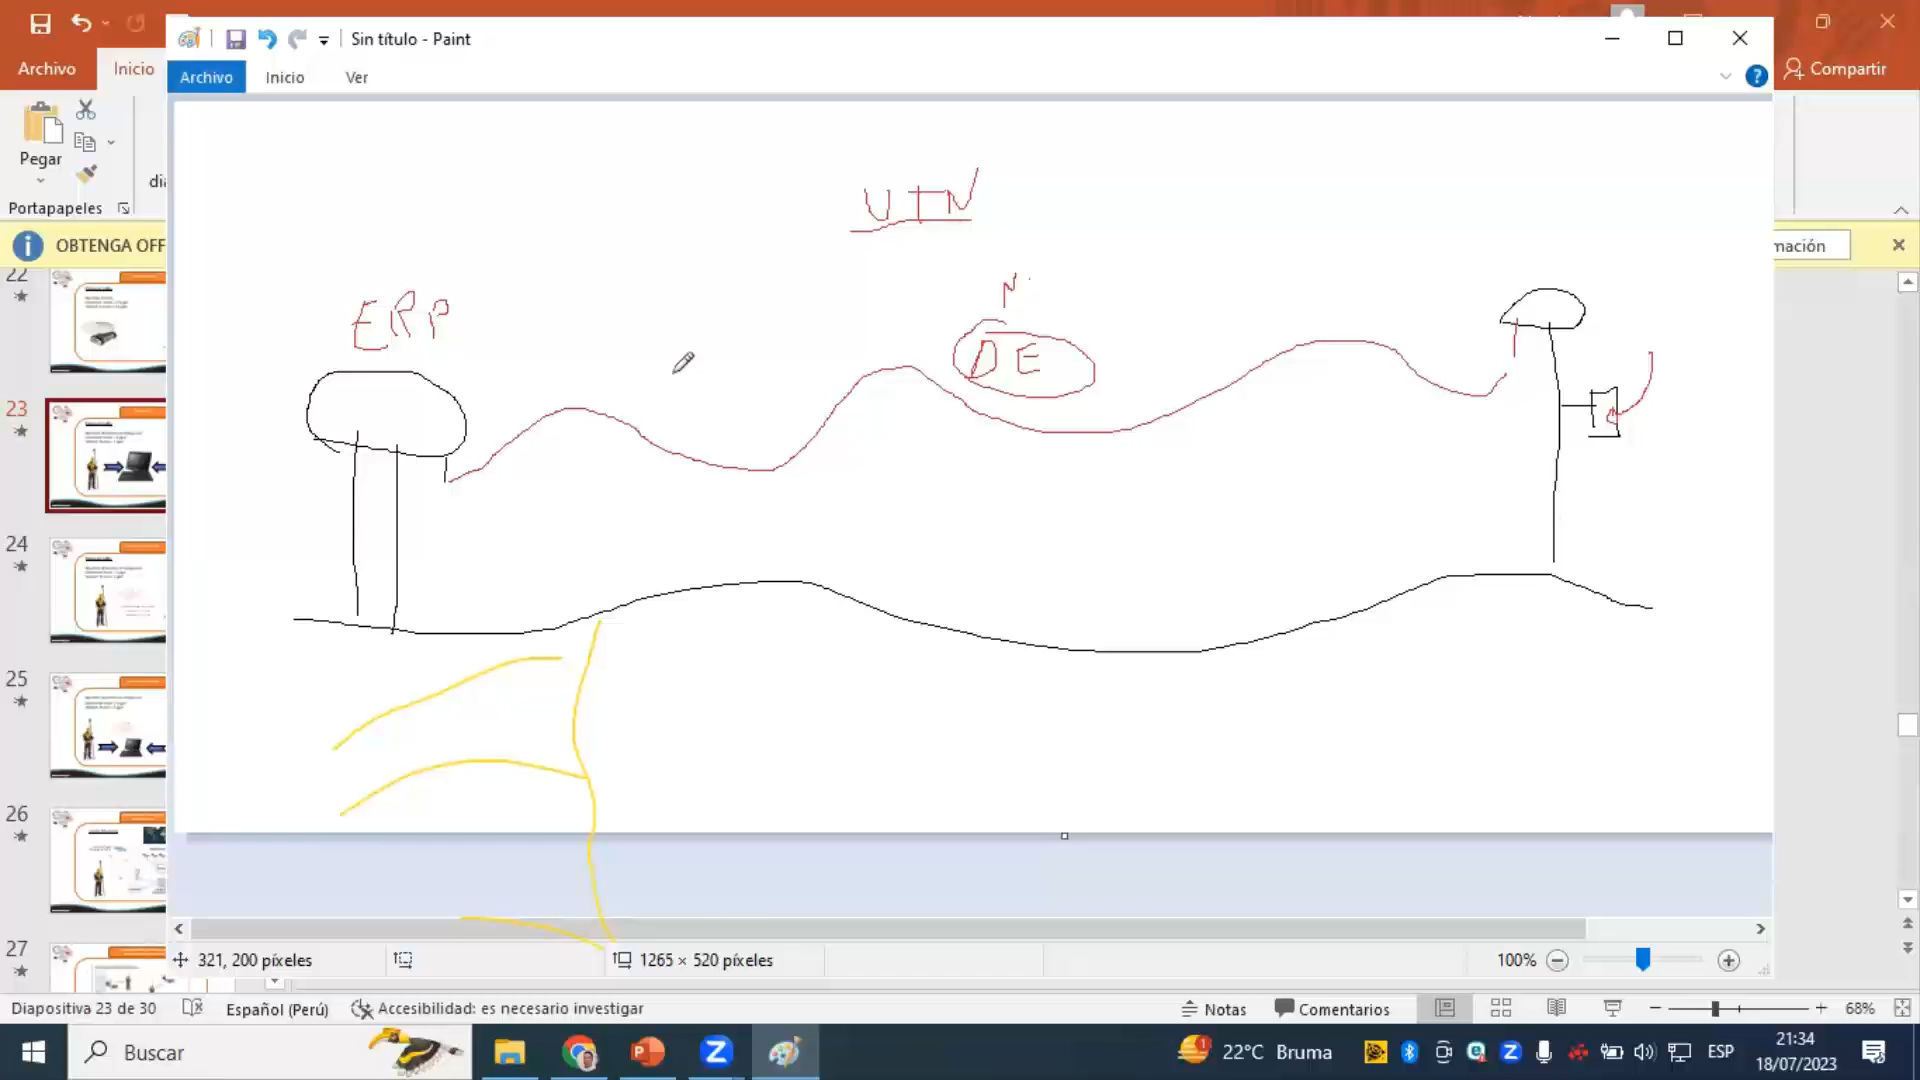 Sin título - Paint
Archivo Inicio Compartir
Archivo Inicio Ver
Pegar
Portapapeles
OBTENGA OFF
mación
UIN
N.
ERP
DE
22
23
24
25
26
27
321, 200 píxeles
1265 × 520 píxeles
100%
Diapositiva 23 de 30
Español (Perú)
Accesibilidad: es necesario investigar
Notas
Comentarios
68%
Buscar
22°C Bruma
ESP
21:34
18/07/2023